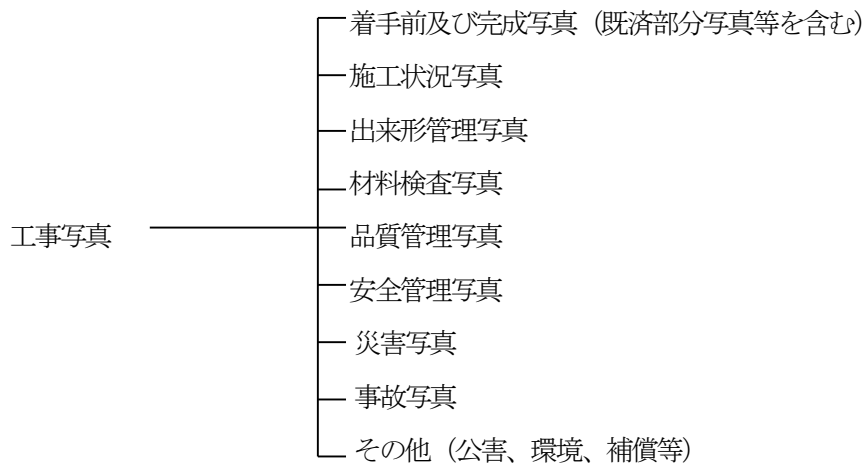 着手前及び完成写真（既済部分写真等を含む）
施工状況写真
出来形管理写真
材料検査写真
工事写真
品質管理写真
安全管理写真
災害写真
事故写真
その他（公害、環境、補償等）